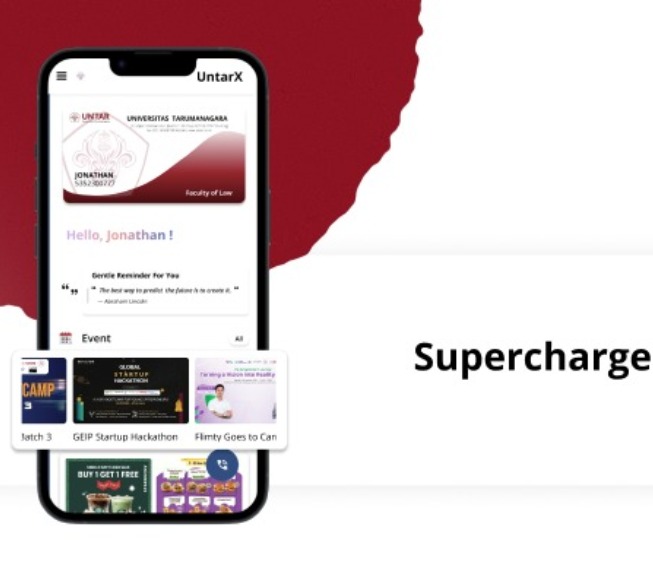 UntarX
UNTAR
UNIVERSITAS TARUMANAGARA
JONATHAN
Faculty of Law
Hello, Jonathan !
Gentle Reminder For You
" The best way to predict the future is to create it. "
— Abraham Lincoln
Event
All
CAMP
3
GLOBAL
STARTUP
HACKATHON
Batch 3
GEIP Startup Hackathon
Flimty Goes to Cam
BUY 1 GET 1 FREE
Supercharge